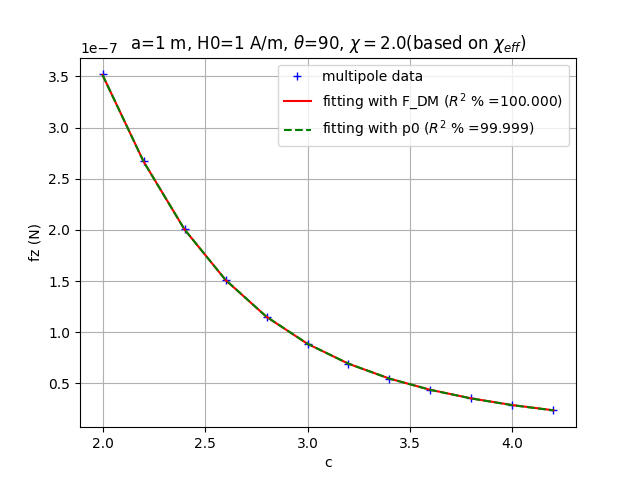 a=1 m, H0=1 A/m, θ=90, χ = 2.0(based on χ_eff)
1e−7
multipole data
fitting with F_DM (R² % =100.000)
fitting with p0 (R² % =99.999)
3.5
3.0
2.5
2.0
1.5
1.0
0.5
fz (N)
2.0 2.5 3.0 3.5 4.0
c